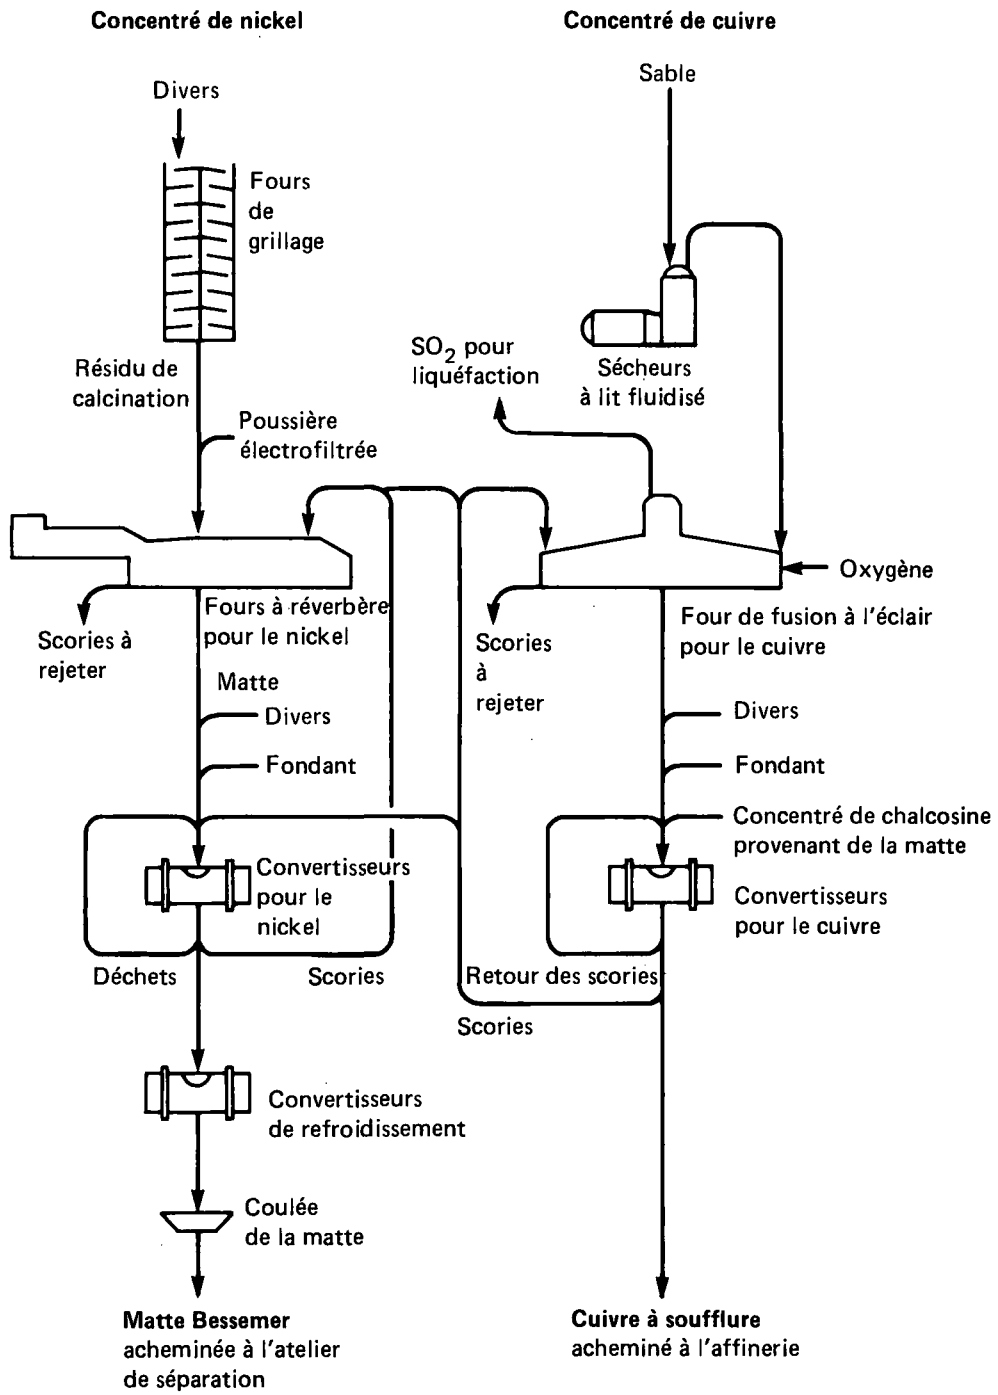 Concentré de nickel
Concentré de cuivre
Divers
Sable
Fours
de
grillage
Résidu de
calcination
Poussière
électrofiltrée
SO₂ pour
liquéfaction
Sécheurs
à lit fluidisé
Oxygène
Scories à
rejeter
Fours à réverbère
pour le nickel
Scories
à
rejeter
Four de fusion à l'éclair
pour le cuivre
Matte
Divers
Fondant
Divers
Fondant
Concentré de chalcosine
provenant de la matte
Convertisseurs
pour le
nickel
Convertisseurs
pour le cuivre
Déchets
Scories
Retour des scories
Scories
Convertisseurs
de refroidissement
Coulée
de la matte
Matte Bessemer
acheminée à l'atelier
de séparation
Cuivre à soufflure
acheminé à l'affinerie